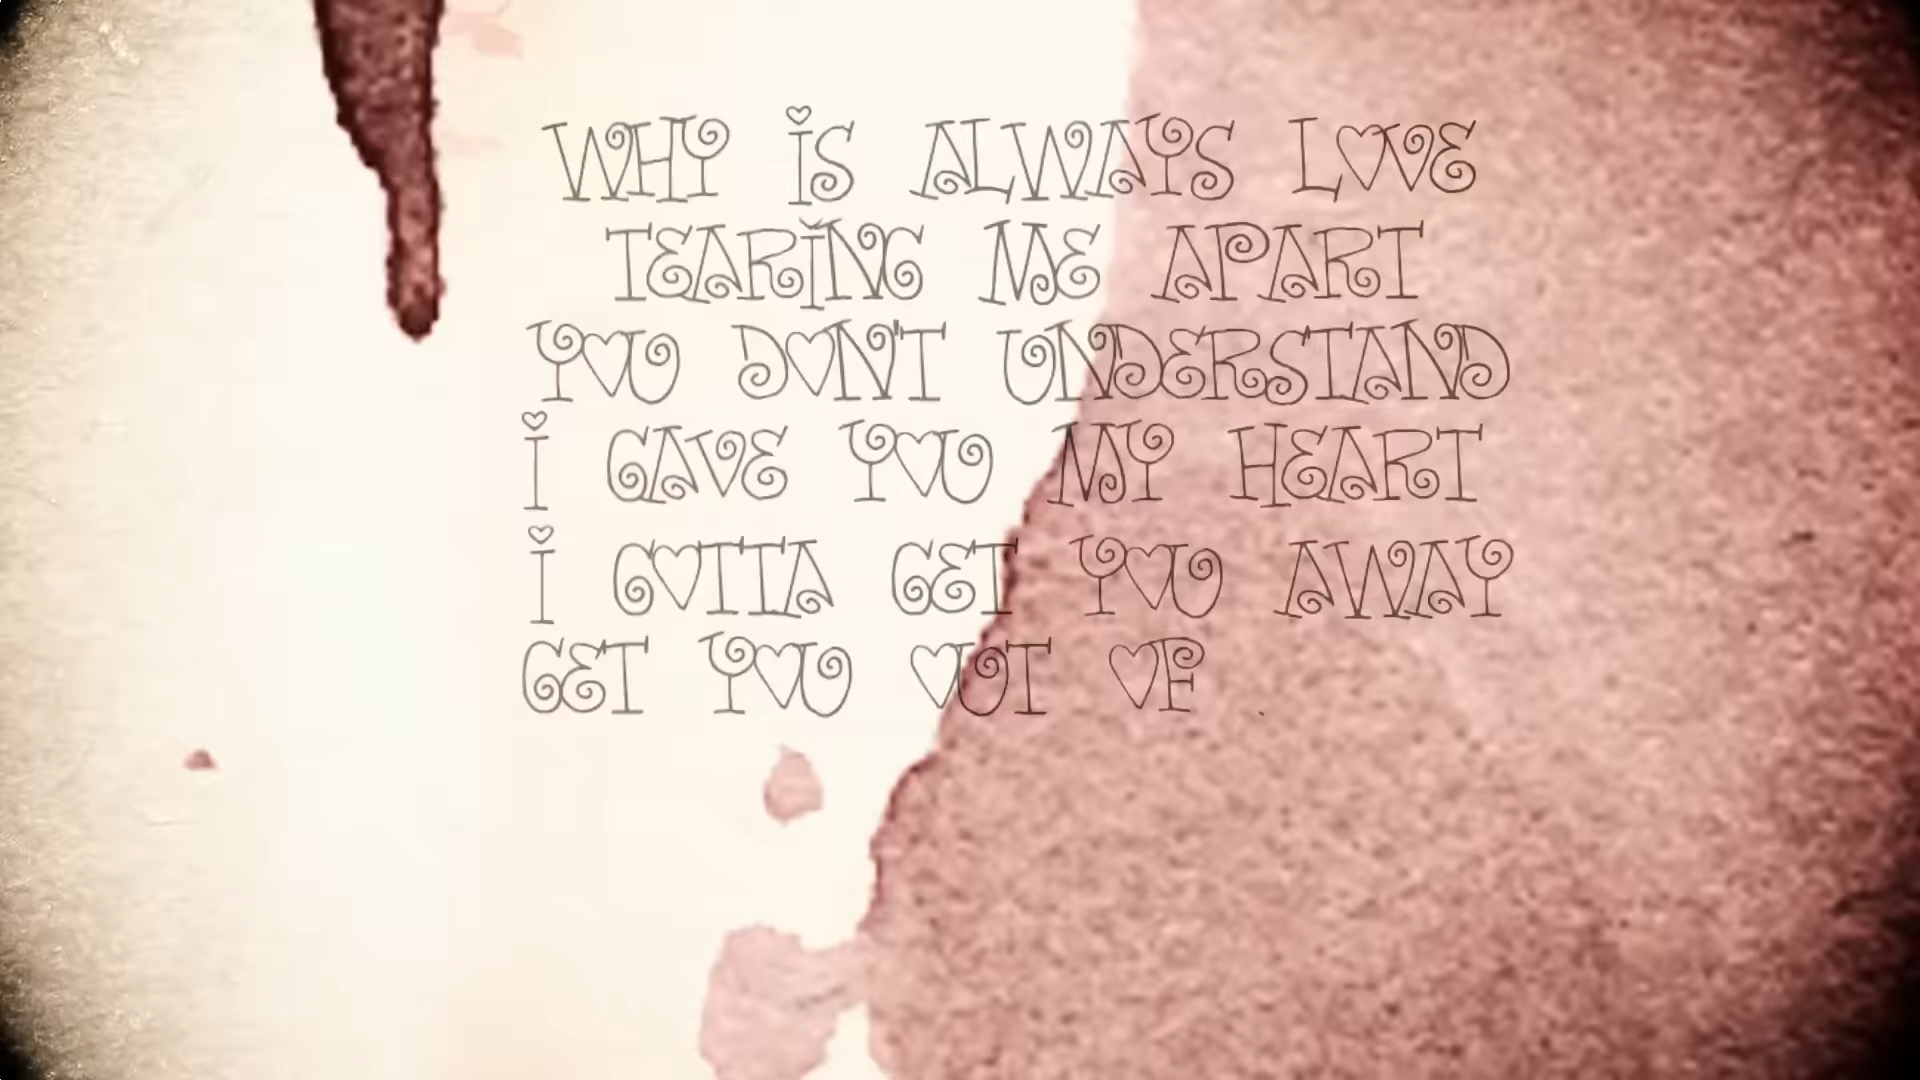 WHY iS ALWAYS LOVE
TEARiNG ME APART
YOU DON'T UNDERSTAND
i GAVE YOU MY HEART
i GOTTA GET YOU AWAY
GET YOU OUT OF